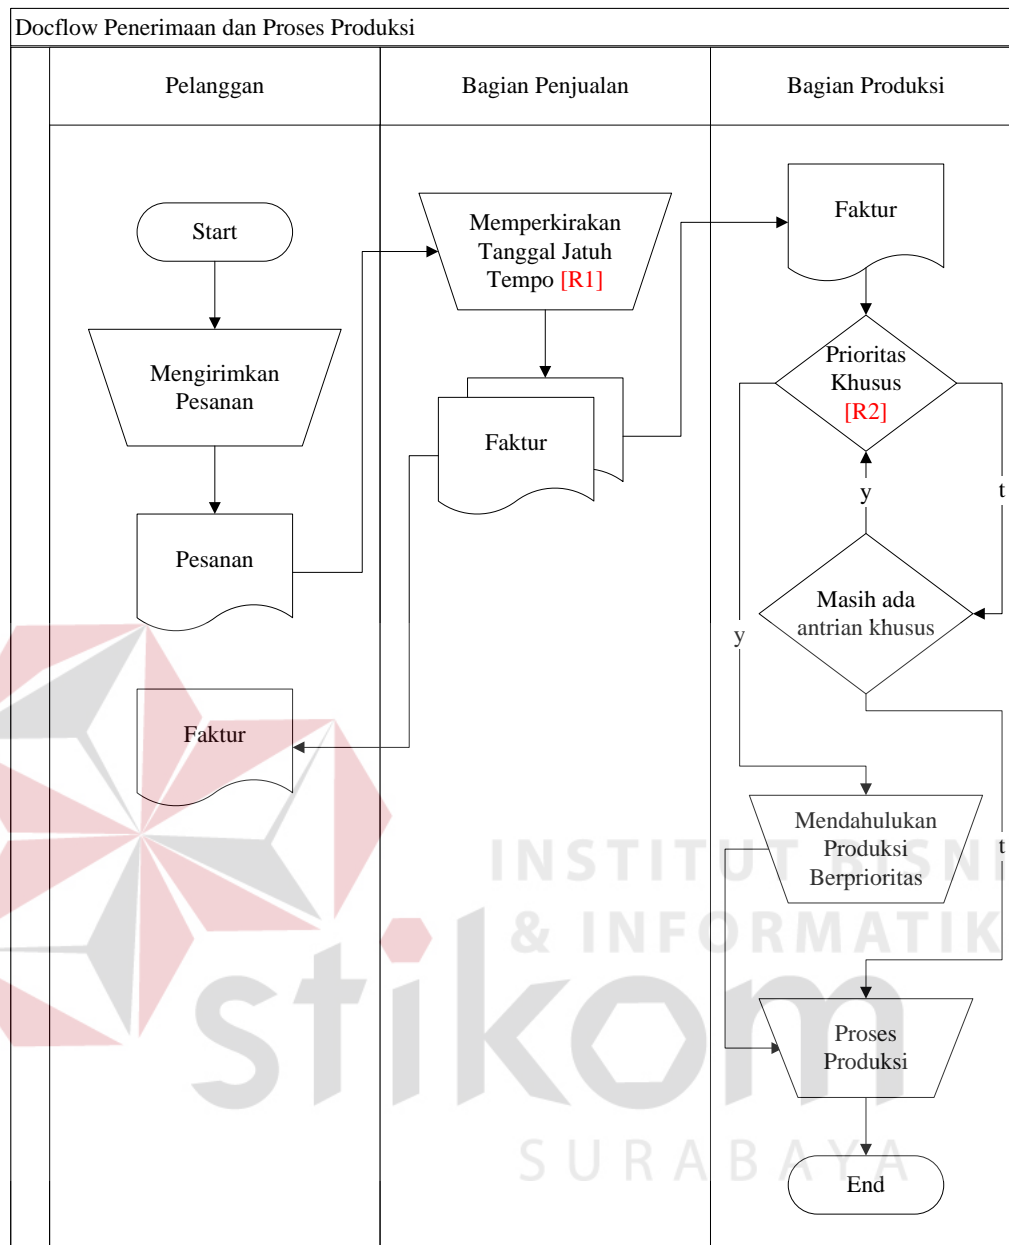 Docflow Penerimaan dan Proses Produksi
Pelanggan
Bagian Penjualan
Bagian Produksi
Start
Mengirimkan
Pesanan
Pesanan
Faktur
Memperkirakan
Tanggal Jatuh
Tempo [R1]
Faktur
Faktur
Prioritas
Khusus
[R2]
y
t
Masih ada
antrian khusus
y
Mendahulukan
Produksi
Berprioritas
t
Proses
Produksi
End
INSTITUT BISNI
& INFORMATIK
stikom
SURABAYA